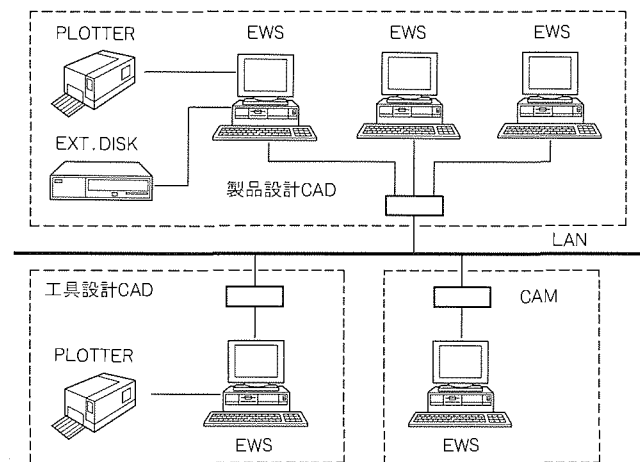 PLOTTER
EWS
EWS
EWS
EXT.DISK
製品設計CAD
LAN
工具設計CAD
CAM
PLOTTER
EWS
EWS